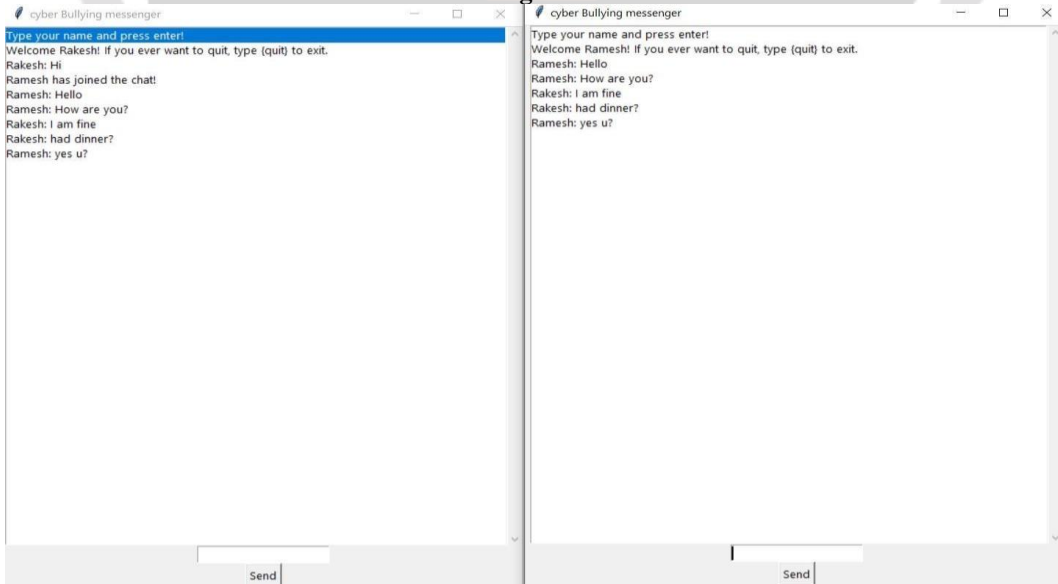 cyber Bullying messenger
Type your name and press enter!
Welcome Rakesh! If you ever want to quit, type {quit} to exit.
Rakesh: Hi
Ramesh has joined the chat!
Ramesh: Hello
Ramesh: How are you?
Rakesh: I am fine
Rakesh: had dinner?
Ramesh: yes u?
Send
cyber Bullying messenger
Type your name and press enter!
Welcome Ramesh! If you ever want to quit, type {quit} to exit.
Ramesh: Hello
Ramesh: How are you?
Rakesh: I am fine
Rakesh: had dinner?
Ramesh: yes u?
Send